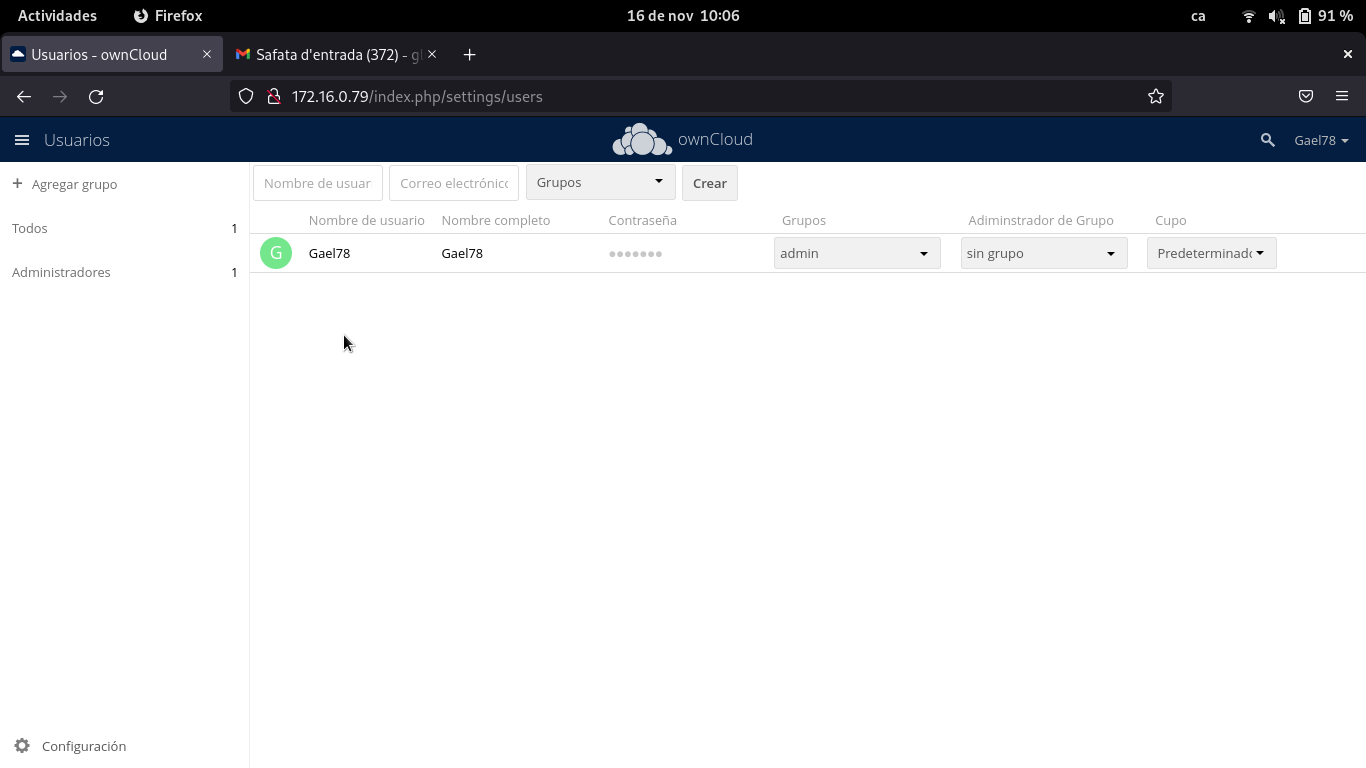 Actividades Firefox 16 de nov 10:06 ca 91 %
Usuarios - ownCloud Safata d'entrada (372) - g
172.16.0.79/index.php/settings/users
Usuarios ownCloud Gael78
+ Agregar grupo Nombre de usuar Correo electrónico Grupos Crear
Nombre de usuario Nombre completo Contraseña Grupos Adiminstrador de Grupo Cupo
Todos 1
G Gael78 Gael78 ●●●●●●● admin sin grupo Predeterminado
Administradores 1
Configuración